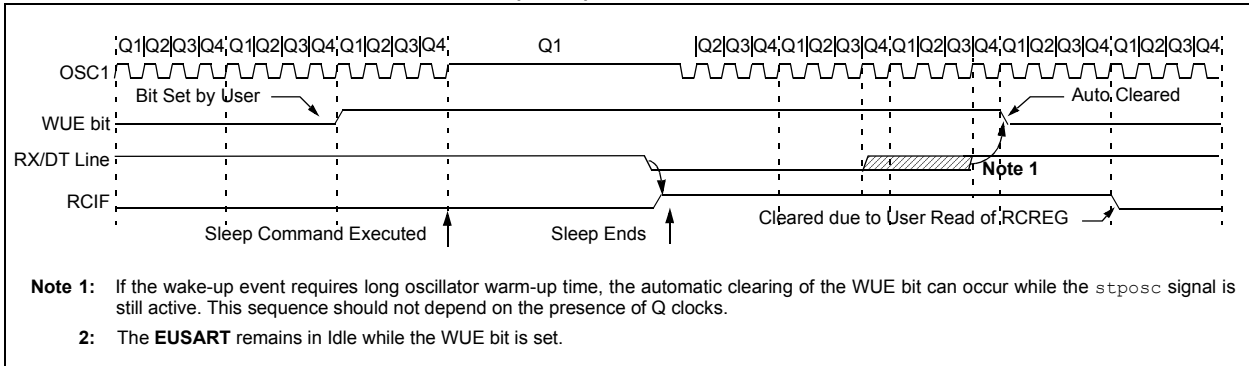 Q1|Q2|Q3|Q4 Q1|Q2|Q3|Q4 Q1|Q2|Q3|Q4 Q1 |Q2|Q3|Q4 Q1|Q2|Q3|Q4 Q1|Q2|Q3|Q4 Q1|Q2|Q3|Q4 Q1|Q2|Q3|Q4
OSC1
Bit Set by User Auto Cleared
WUE bit
RX/DT Line
Note 1
RCIF
Cleared due to User Read of RCREG
Sleep Command Executed Sleep Ends
Note 1: If the wake-up event requires long oscillator warm-up time, the automatic clearing of the WUE bit can occur while the stposc signal is
still active. This sequence should not depend on the presence of Q clocks.
2: The EUSART remains in Idle while the WUE bit is set.